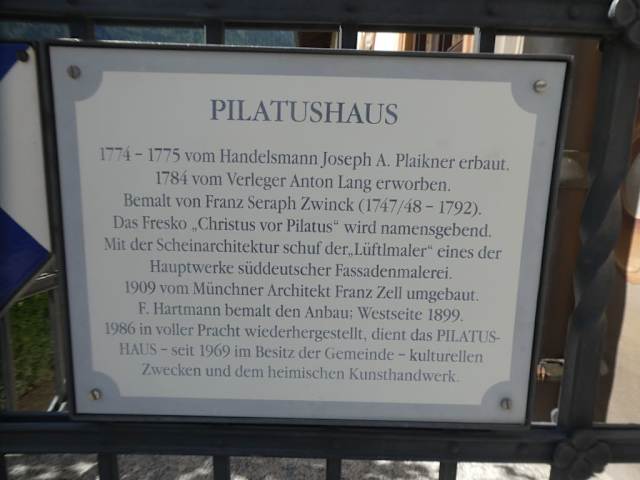 PILATUSHAUS
1774 – 1775 vom Handelsmann Joseph A. Plaikner erbaut.
1784 vom Verleger Anton Lang erworben.
Bemalt von Franz Seraph Zwinck (1747/48 – 1792).
Das Fresko „Christus vor Pilatus“ wird namensgebend.
Mit der Scheinarchitektur schuf der„Lüftlmaler“ eines der
Hauptwerke süddeutscher Fassadenmalerei.
1909 vom Münchner Architekt Franz Zell umgebaut.
F. Hartmann bemalt den Anbau; Westseite 1899.
1986 in voller Pracht wiederhergestellt, dient das PILATUS-
HAUS – seit 1969 im Besitz der Gemeinde – kulturellen
Zwecken und dem heimischen Kunsthandwerk.